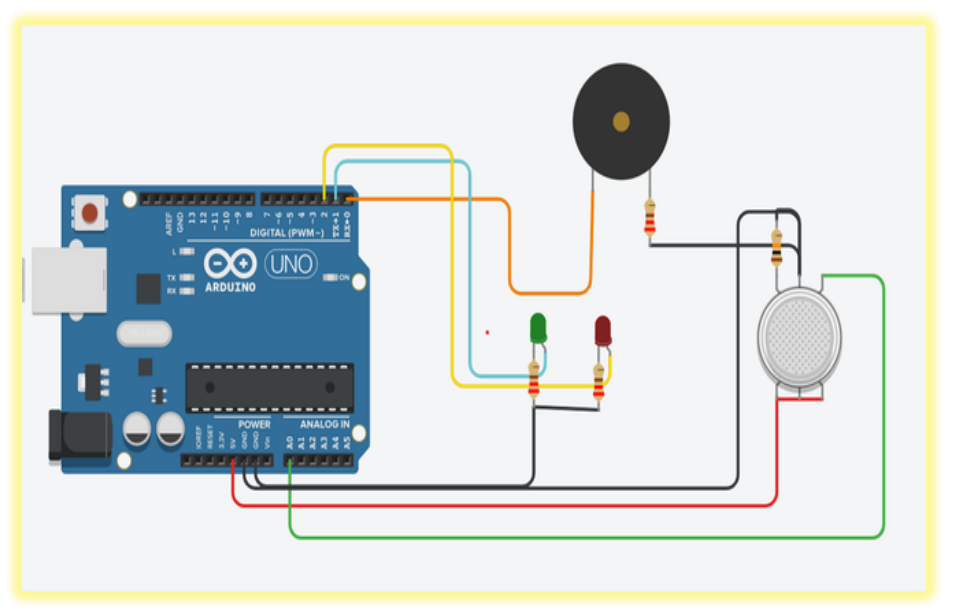 AREF
GND
13
12
~11
~10
~9
8
7
~6
~5
4
~3
2
TX→1
RX←0
DIGITAL (PWM~)
L
TX
RX
UNO
ON
ARDUINO
POWER
ANALOG IN
IOREF
RESET
3.3V
5V
GND
GND
Vin
A0
A1
A2
A3
A4
A5